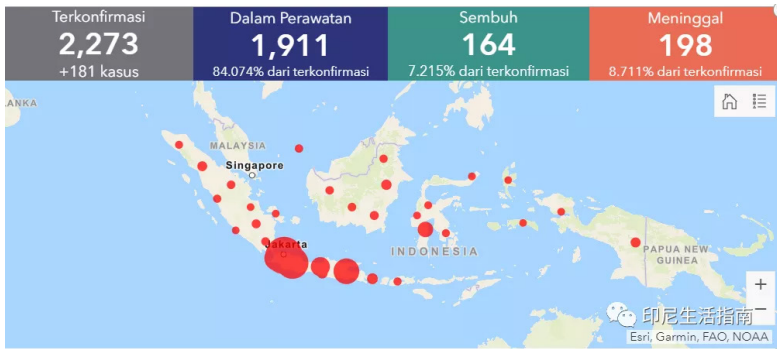 Terkonfirmasi
2,273
+181 kasus
Dalam Perawatan
1,911
84.074% dari terkonfirmasi
Sembuh
164
7.215% dari terkonfirmasi
Meninggal
198
8.711% dari terkonfirmasi
ANKA
MALAYSIA
Singapore
Jakarta
INDONESIA
PAPUA NEW
GUINEA
+
−
印尼生活指南
Esri, Garmin, FAO, NOAA